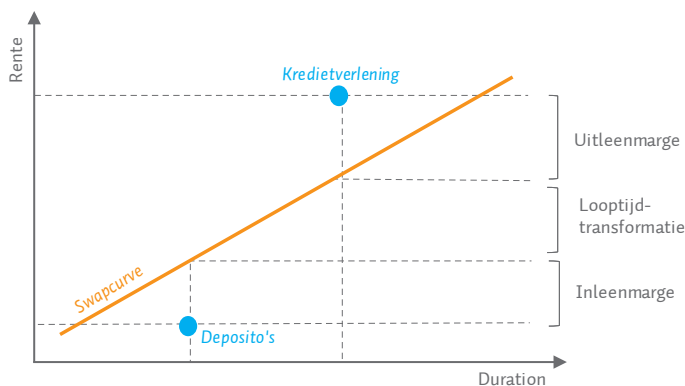 Rente
Kredietverlening
Uitleenmarge
Looptijd-
transformatie
Swapcurve
Inleenmarge
Deposito's
Duration